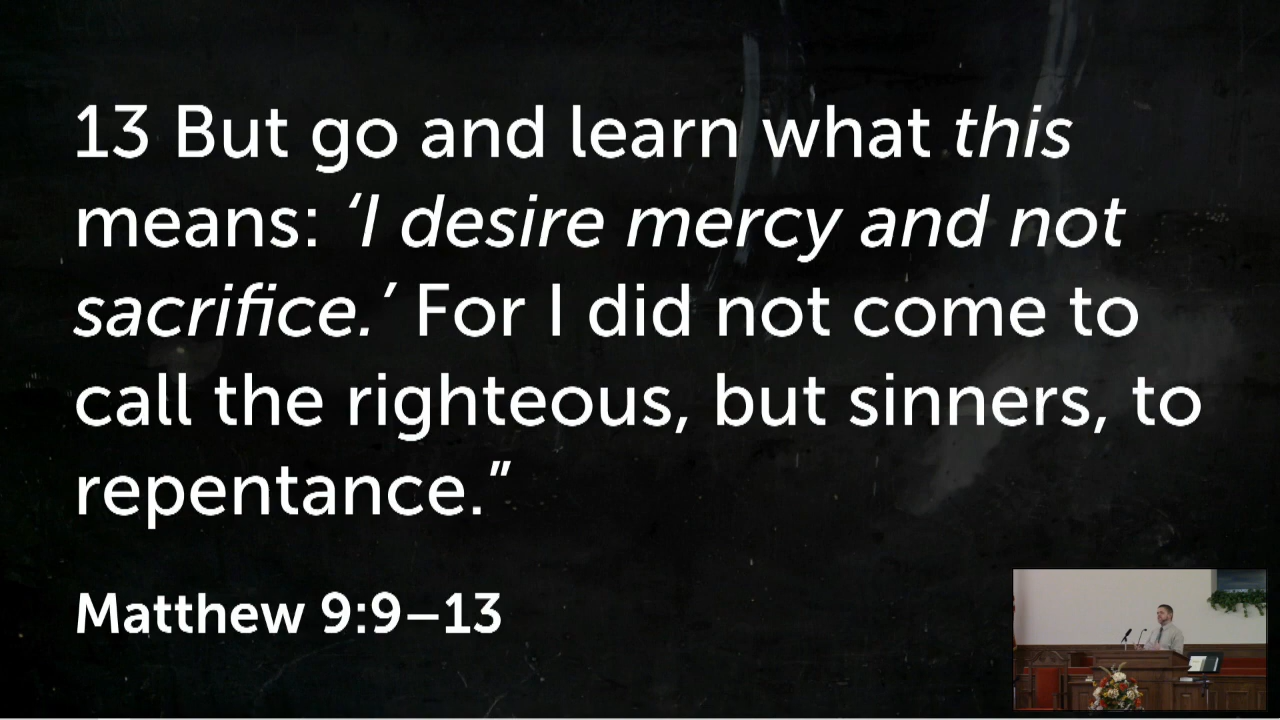 13 But go and learn what this
means: ‘I desire mercy and not
sacrifice.’ For I did not come to
call the righteous, but sinners, to
repentance.”
Matthew 9:9–13